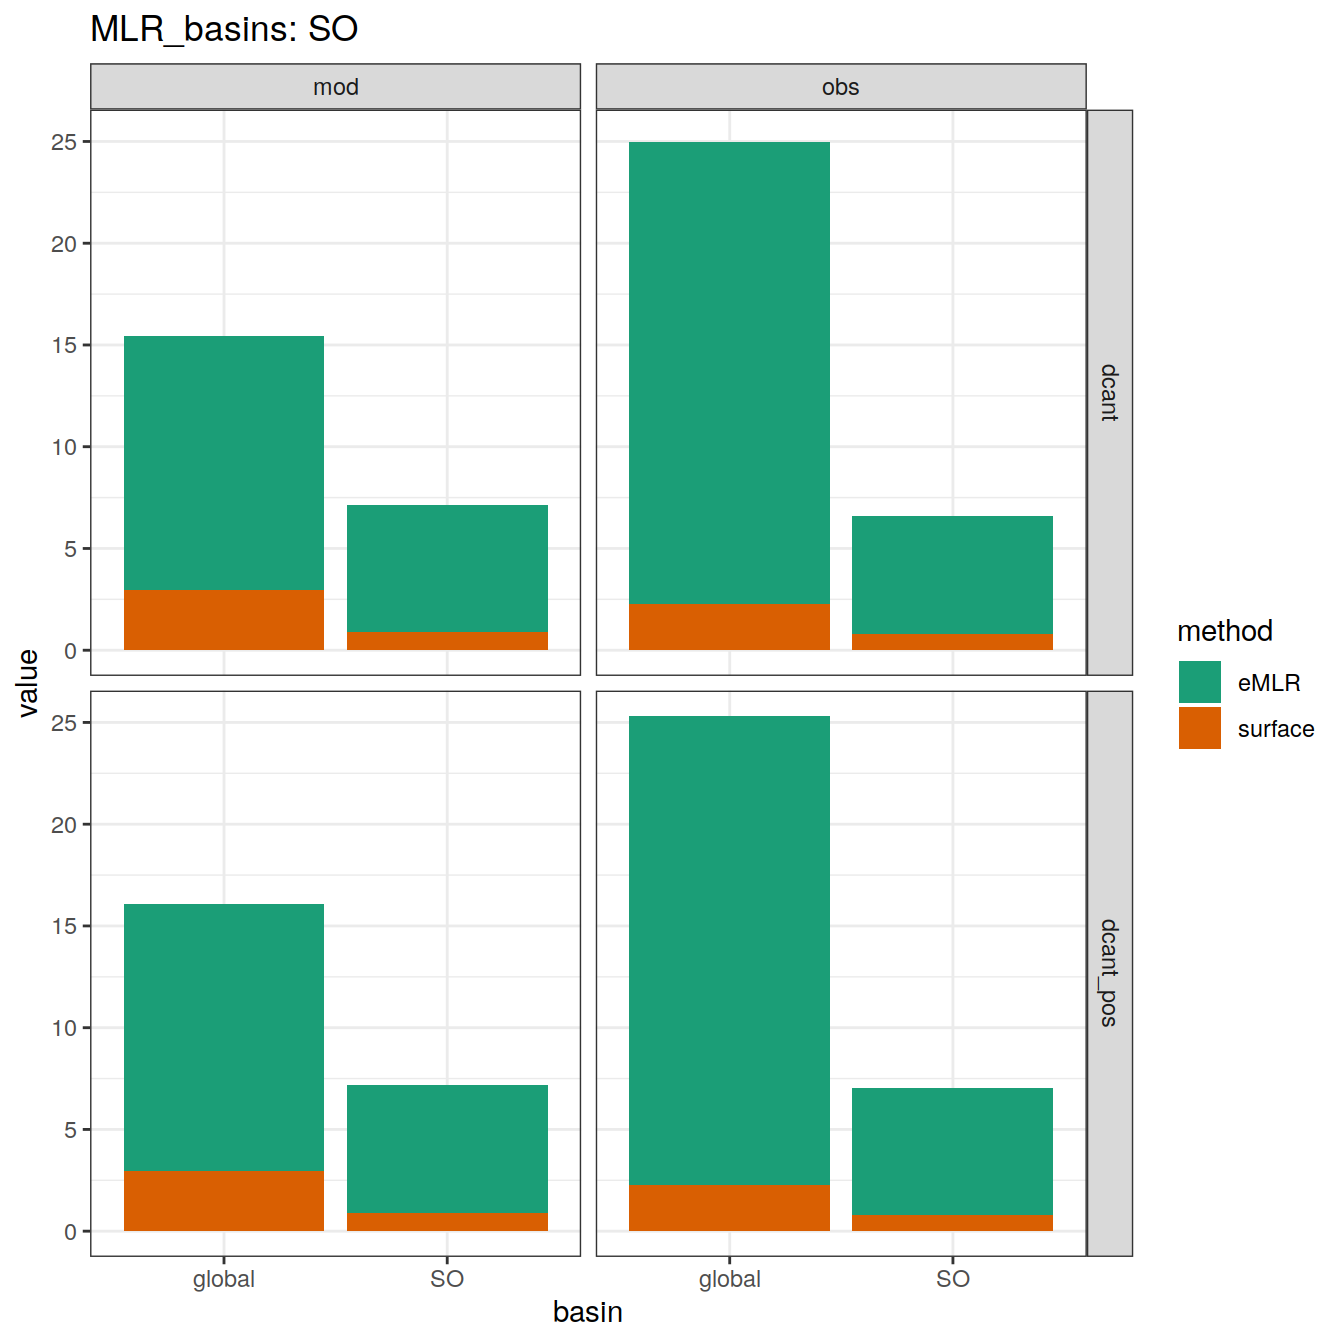 MLR_basins: SO
mod
obs
25
20
15
10
5
0
dcant
25
20
15
10
5
0
dcant_pos
value
global
SO
global
SO
basin
method
eMLR
surface